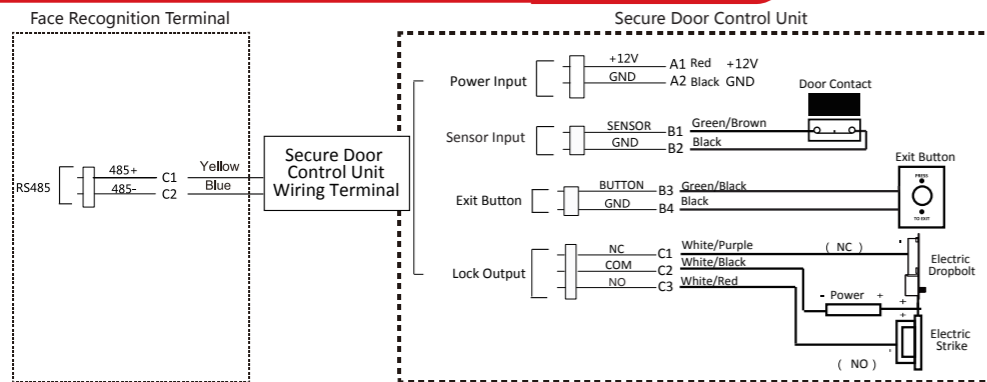 Face Recognition Terminal
Secure Door Control Unit
RS485
485+ C1 Yellow
485- C2 Blue
Secure Door
Control Unit
Wiring Terminal
Power Input
+12V A1 Red +12V
GND A2 Black GND
Sensor Input
SENSOR B1 Green/Brown
GND B2 Black
Door Contact
Exit Button
BUTTON B3 Green/Black
GND B4 Black
Exit Button
PRESS
TO EXIT
Lock Output
NC C1 White/Purple ( NC )
COM C2 White/Black
NO C3 White/Red
- Power +
Electric
Dropbolt
-
+
+
Electric
Strike
-
( NO )